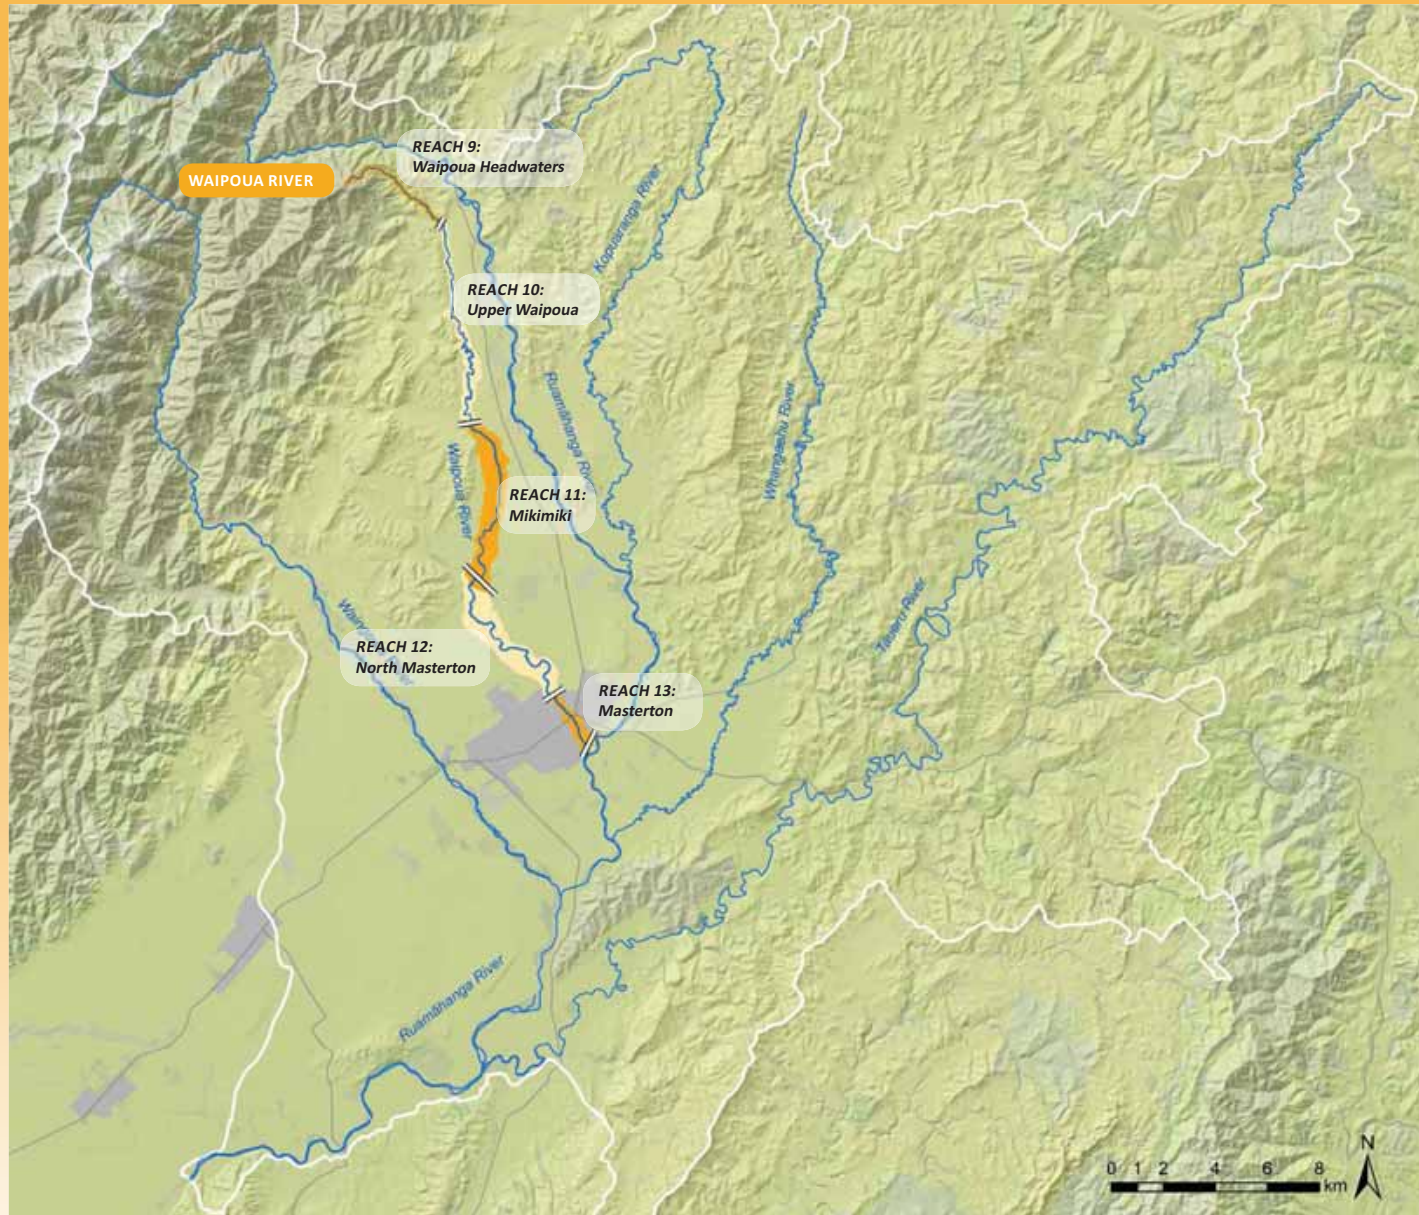 REACH 9:
Waipoua Headwaters
WAIPOUA RIVER
Kopuaranga River
REACH 10:
Upper Waipoua
Ruamāhanga River
Whangaehu River
Waipoua River
REACH 11:
Mikimiki
Taueru River
REACH 12:
North Masterton
River
REACH 13:
Masterton
Ruamāhanga River
N
0 1 2 4 6 8
km